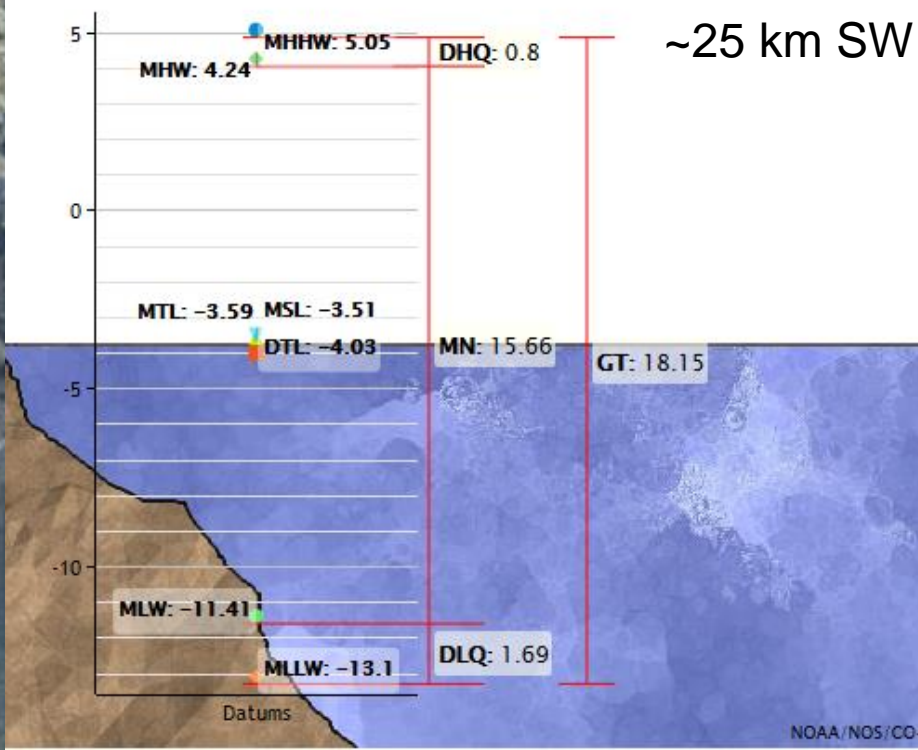 ~25 km SW
5
MHHW: 5.05
DHQ: 0.8
MHW: 4.24
0
MTL: −3.59 MSL: −3.51
DTL: −4.03
MN: 15.66
GT: 18.15
-5
-10
MLW: −11.41
DLQ: 1.69
MLLW: −13.1
Datums
NOAA/NOS/CO